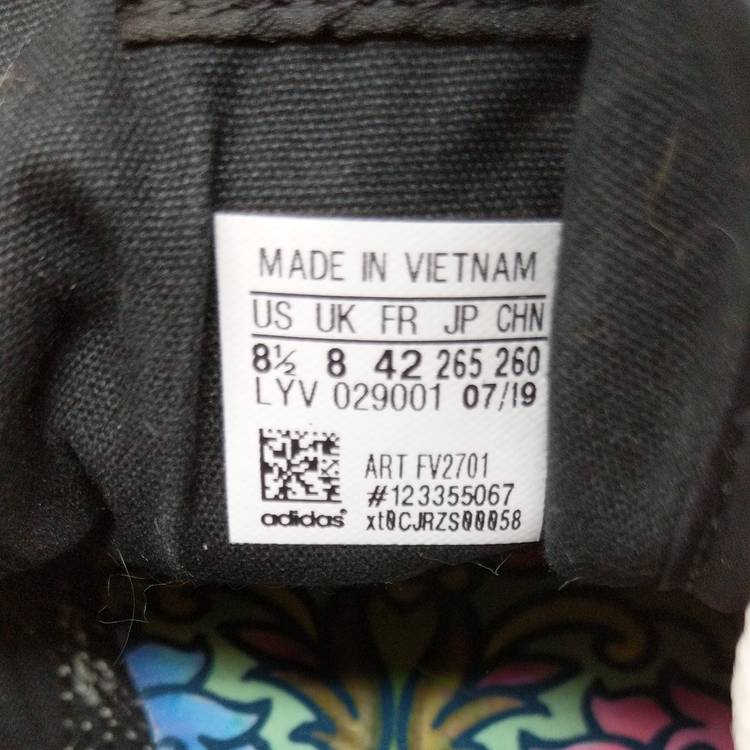 MADE IN VIETNAM
US UK FR JP CHN
8½ 8 42 265 260
LYV 029001 07/19
ART FV2701
#123355067
adidas xt0CJRZS00058